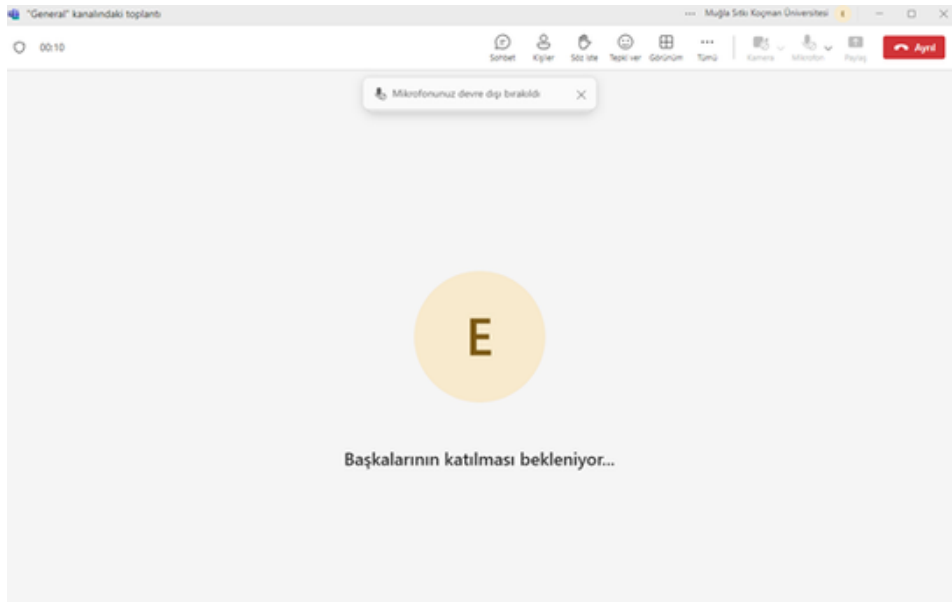 "General" kanalındaki toplantı
Muğla Sıtkı Koçman Üniversitesi E
00:10
Sohbet Kişiler Söz iste Tepki ver Görünüm Tümü Kamera Mikrofon Paylaş Ayrıl
Mikrofonunuz devre dışı bırakıldı
E
Başkalarının katılması bekleniyor...